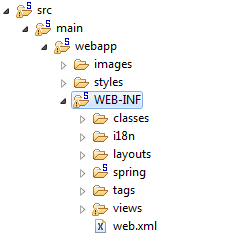 src
main
webapp
images
styles
WEB-INF
classes
i18n
layouts
spring
tags
views
web.xml